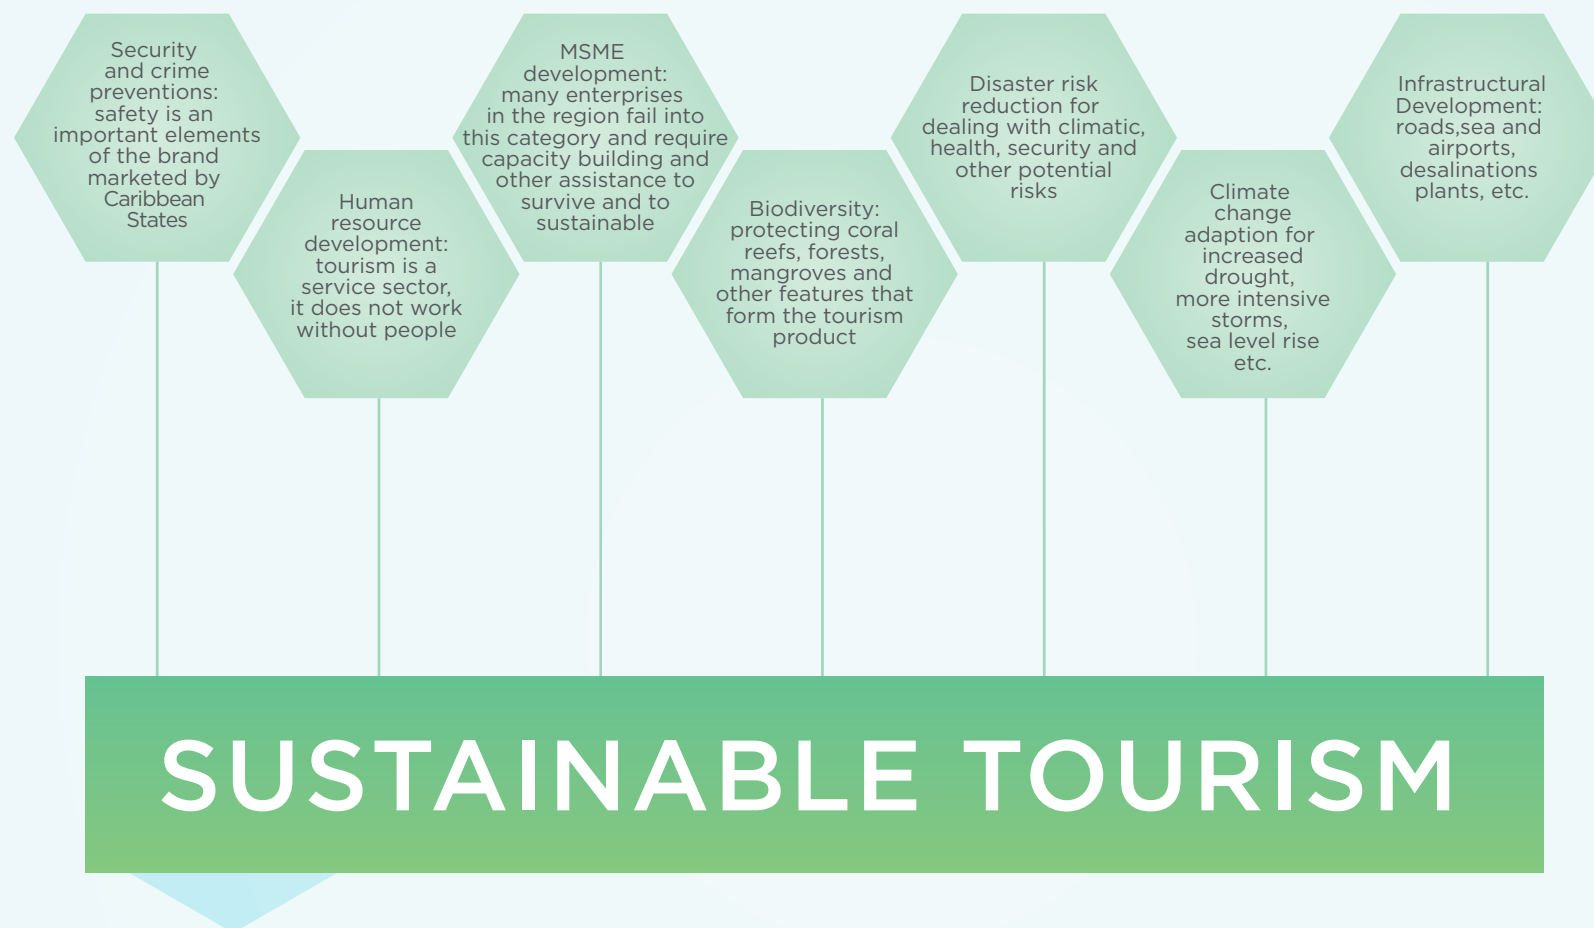 Security
and crime
preventions:
safety is an
important elements
of the brand
marketed by
Caribbean
States
Human
resource
development:
tourism is a
service sector,
it does not work
without people
MSME
development:
many enterprises
in the region fail into
this category and require
capacity building and
other assistance to
survive and to
sustainable
Biodiversity:
protecting coral
reefs, forests,
mangroves and
other features that
form the tourism
product
Disaster risk
reduction for
dealing with climatic,
health, security and
other potential
risks
Climate
change
adaption for
increased
drought,
more intensive
storms,
sea level rise
etc.
Infrastructural
Development:
roads,sea and
airports,
desalinations
plants, etc.
SUSTAINABLE TOURISM